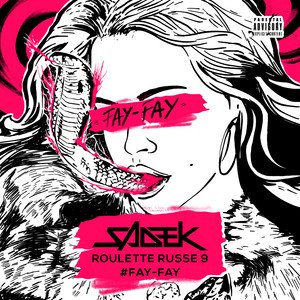 PARENTAL
ADVISORY
EXPLICIT CONTENT
FAY-FAY
SADEK
ROULETTE RUSSE 9
#FAY-FAY